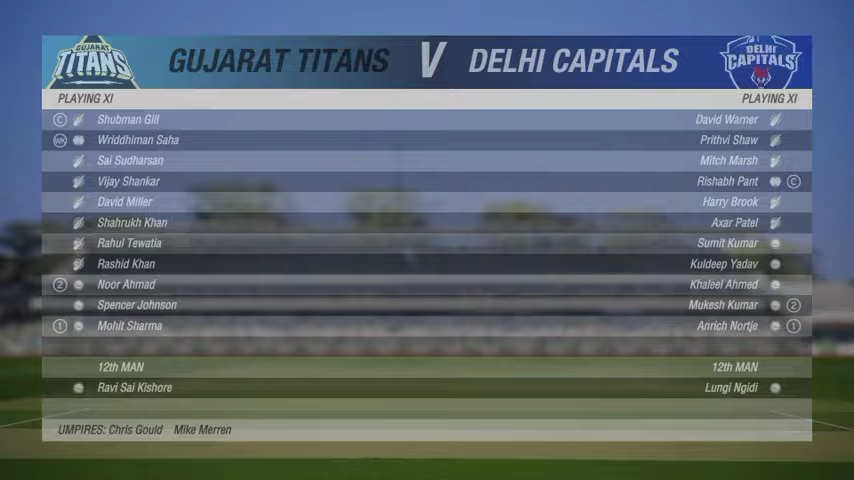 GUJARAT TITANS V DELHI CAPITALS
GUJARAT
TITANS
DELHI
CAPITALS
PLAYING XI PLAYING XI
C Shubman Gill David Warner
WK Wriddhiman Saha Prithvi Shaw
Sai Sudharsan Mitch Marsh
Vijay Shankar Rishabh Pant C
David Miller Harry Brook
Shahrukh Khan Axar Patel
Rahul Tewatia Sumit Kumar
Rashid Khan Kuldeep Yadav
2 Noor Ahmad Khaleel Ahmed
Spencer Johnson Mukesh Kumar 2
1 Mohit Sharma Anrich Nortje 1
12th MAN 12th MAN
Ravi Sai Kishore Lungi Ngidi
UMPIRES: Chris Gould Mike Merren